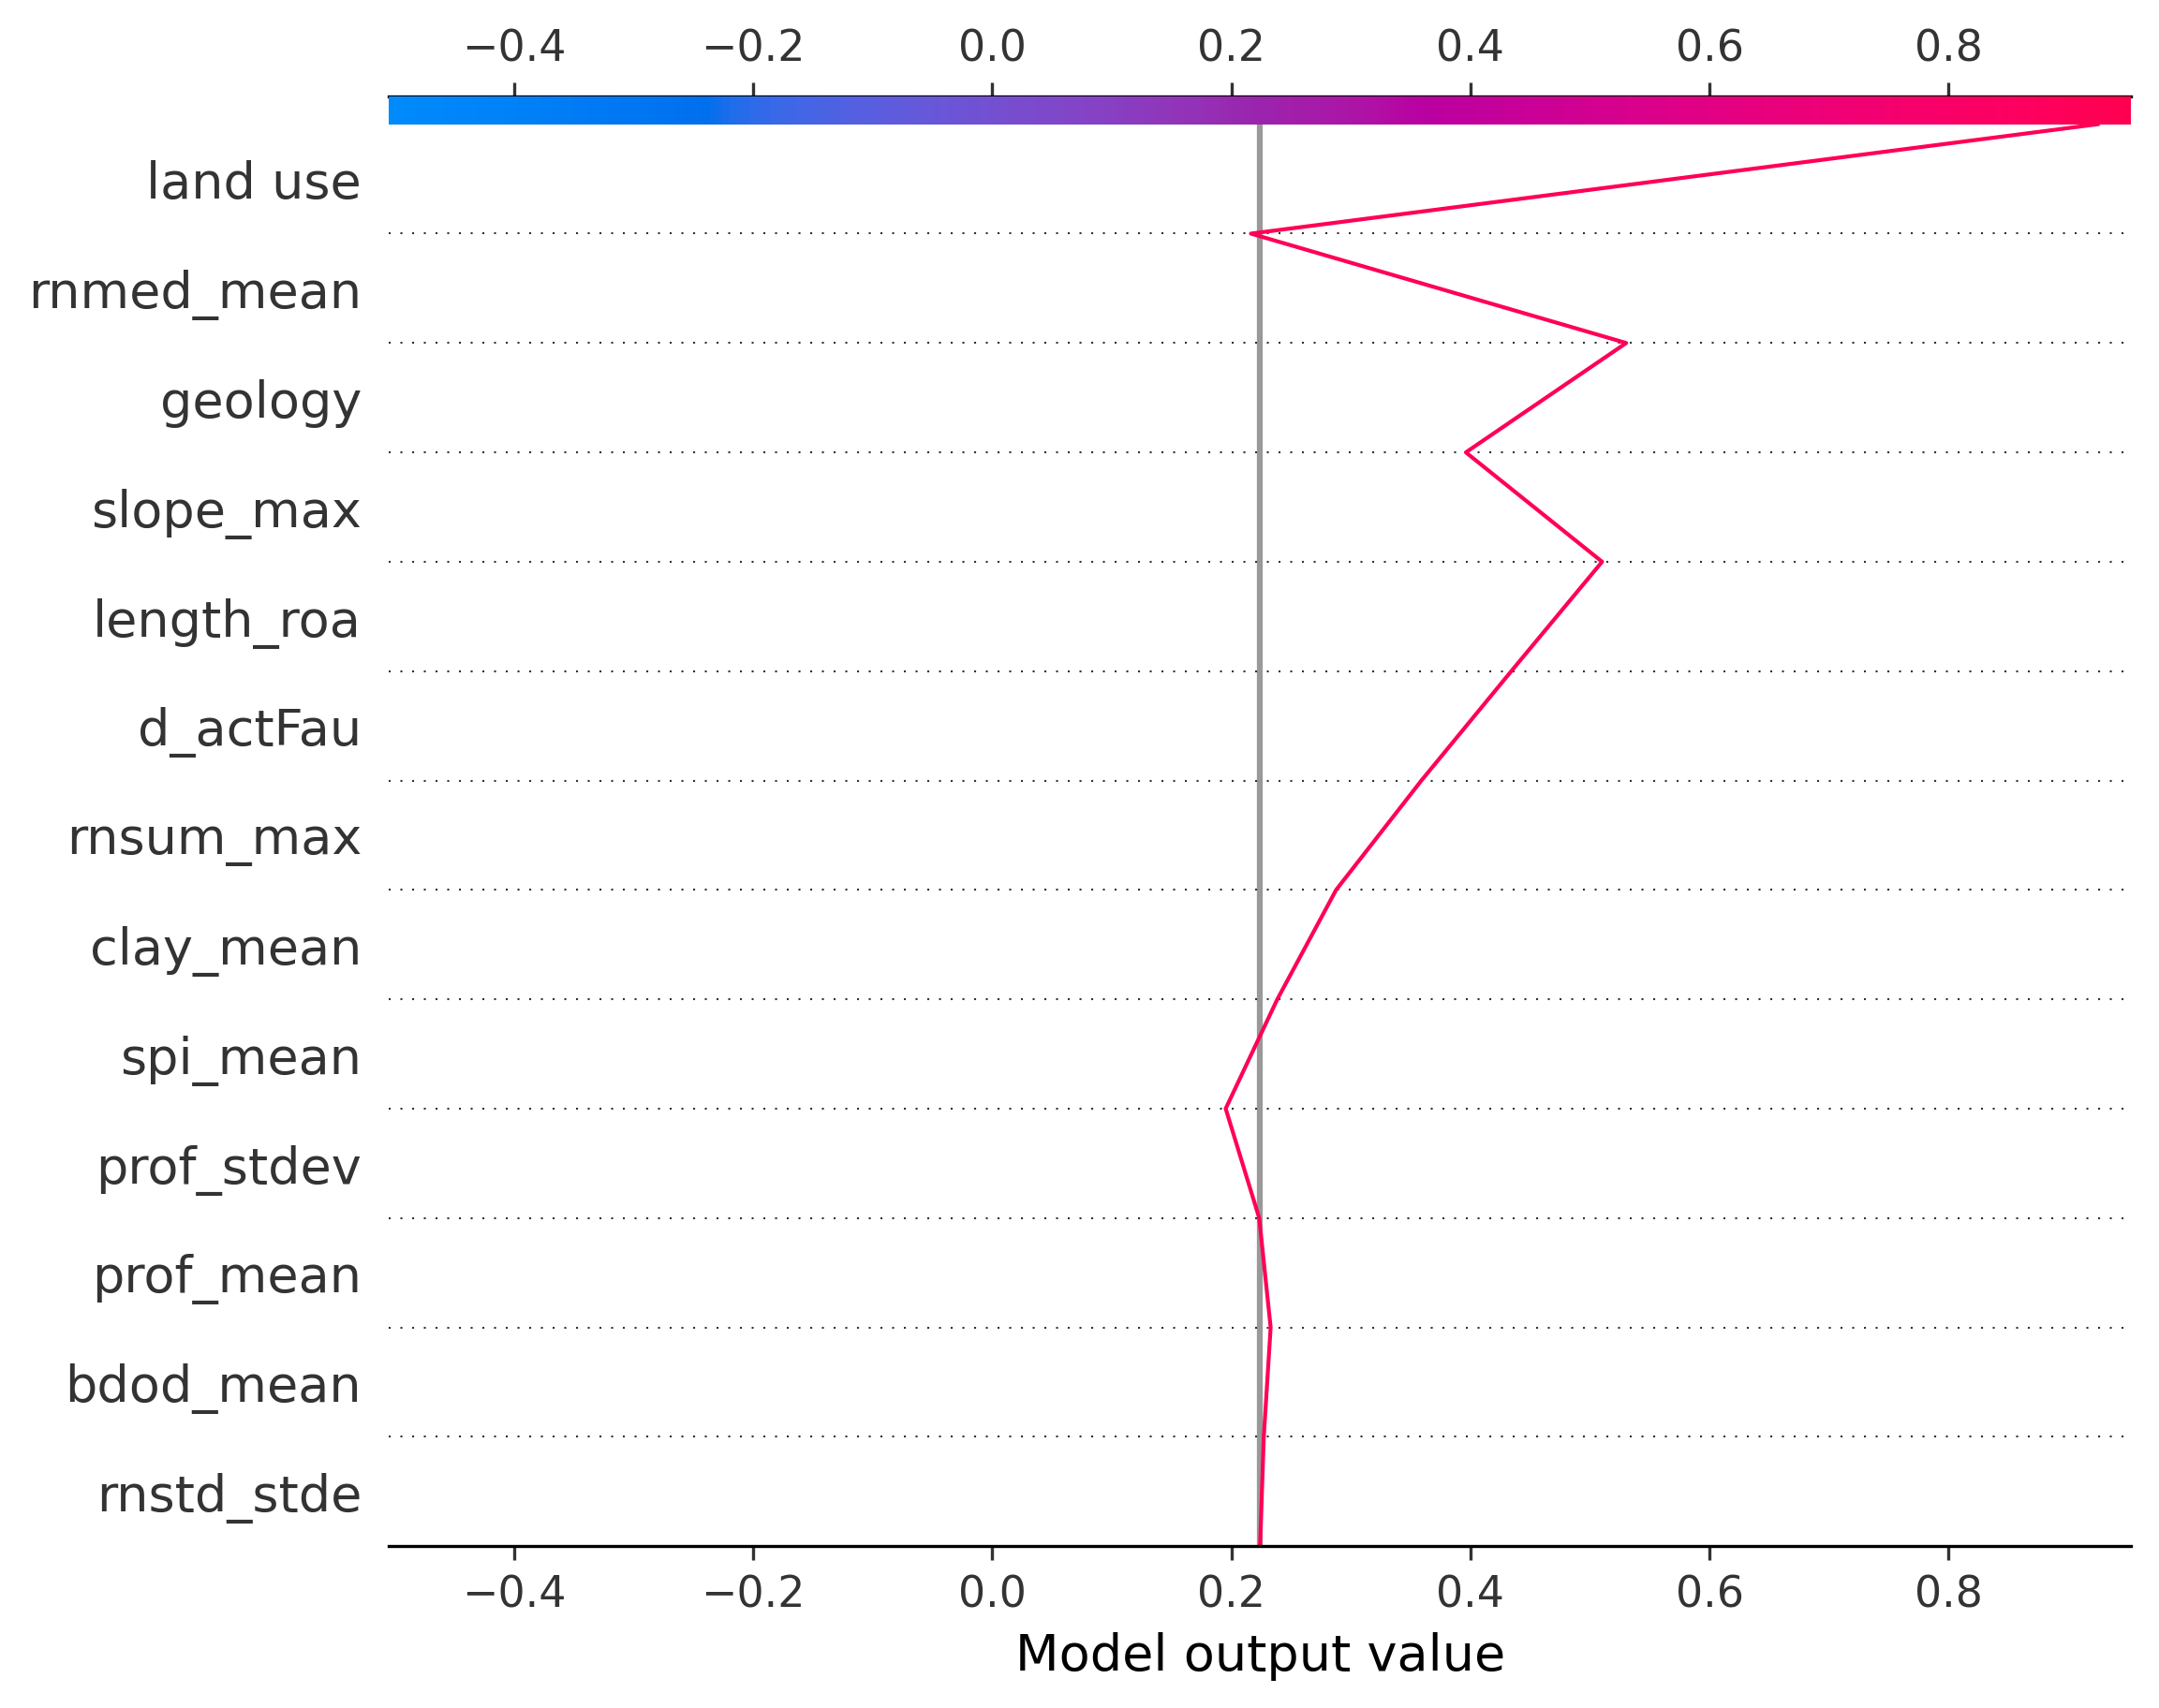 −0.4 −0.2 0.0 0.2 0.4 0.6 0.8
land use
rnmed_mean
geology
slope_max
length_roa
d_actFau
rnsum_max
clay_mean
spi_mean
prof_stdev
prof_mean
bdod_mean
rnstd_stde
−0.4 −0.2 0.0 0.2 0.4 0.6 0.8
Model output value